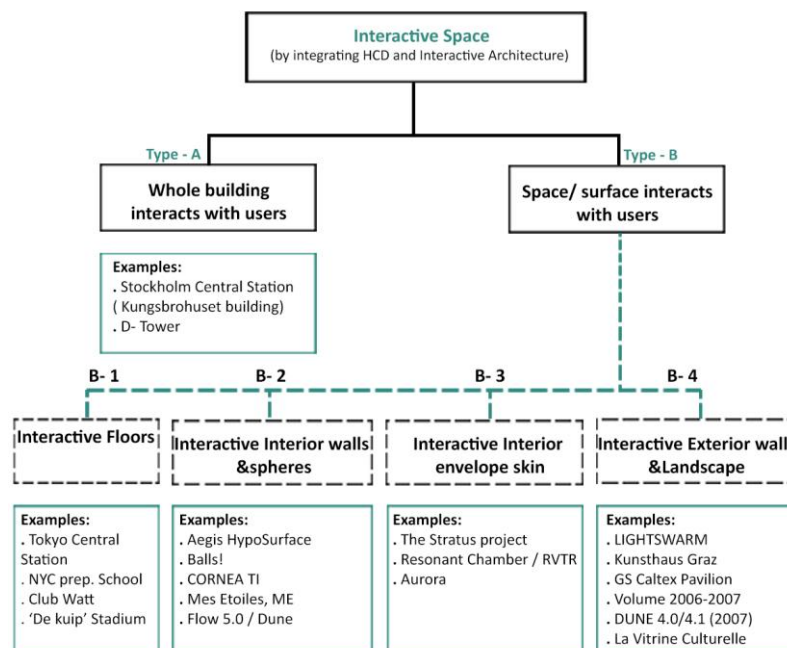 Interactive Space
(by integrating HCD and Interactive Architecture)
Type - A
Type - B
Whole building
interacts with users
Space/ surface interacts
with users
Examples:
. Stockholm Central Station
( Kungsbrohuset building)
. D- Tower
B- 1
B- 2
B- 3
B- 4
Interactive Floors
Interactive Interior walls
&spheres
Interactive Interior
envelope skin
Interactive Exterior wall
&Landscape
Examples:
. Tokyo Central
Station
. NYC prep. School
. Club Watt
. ‘De kuip’ Stadium
Examples:
. Aegis HypoSurface
. Balls!
. CORNEA TI
. Mes Etoiles, ME
. Flow 5.0 / Dune
Examples:
. The Stratus project
. Resonant Chamber / RVTR
. Aurora
Examples:
. LIGHTSWARM
. Kunsthaus Graz
. GS Caltex Pavilion
. Volume 2006-2007
. DUNE 4.0/4.1 (2007)
. La Vitrine Culturelle